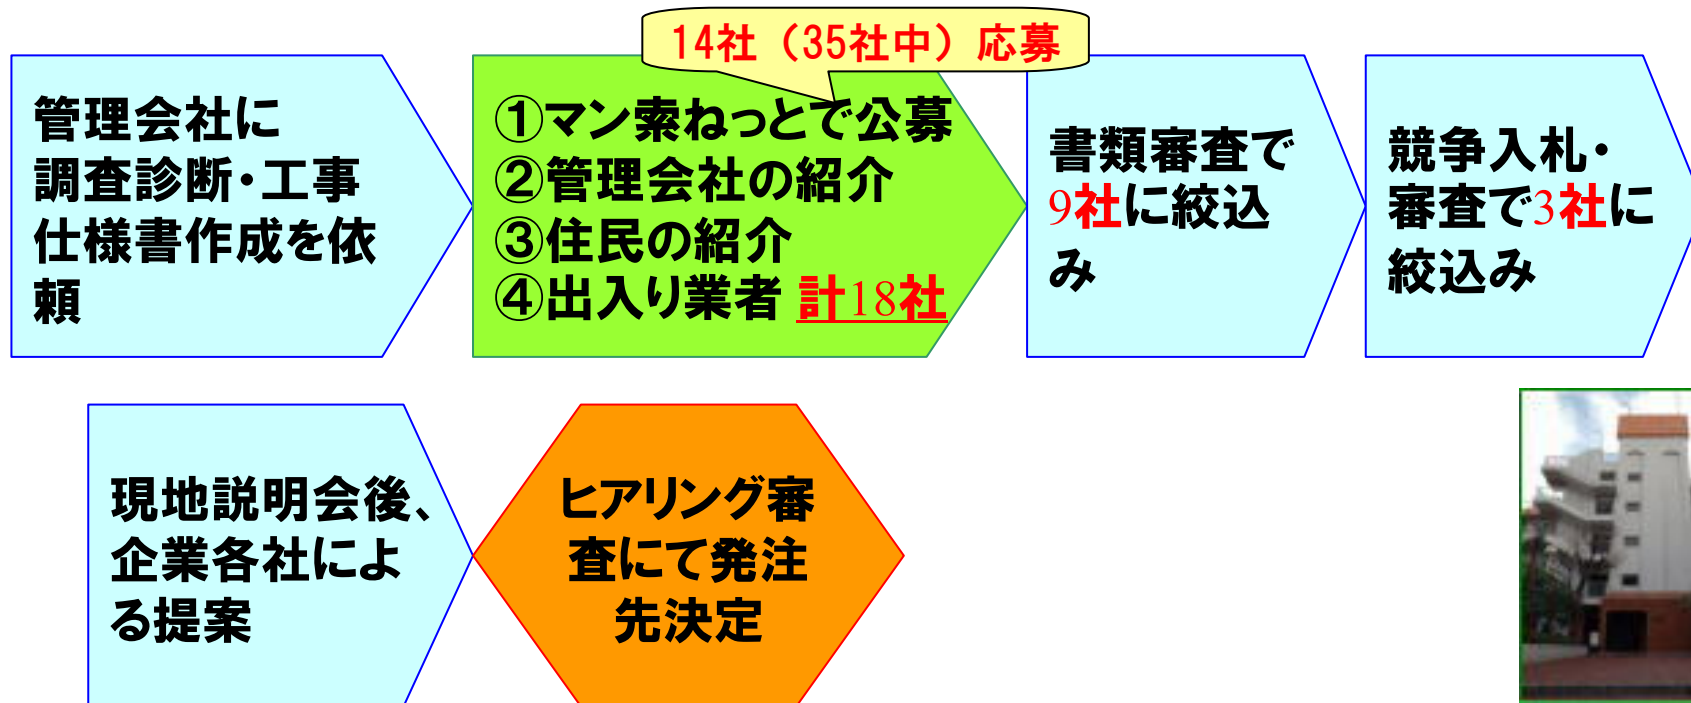 14社（35社中）応募
管理会社に
調査診断・工事
仕様書作成を依
頼
①マン索ねっとで公募
②管理会社の紹介
③住民の紹介
④出入り業者 計18社
書類審査で
9社に絞込
み
競争入札・
審査で3社に
絞込み
現地説明会後、
企業各社によ
る提案
ヒアリング審
査にて発注
先決定